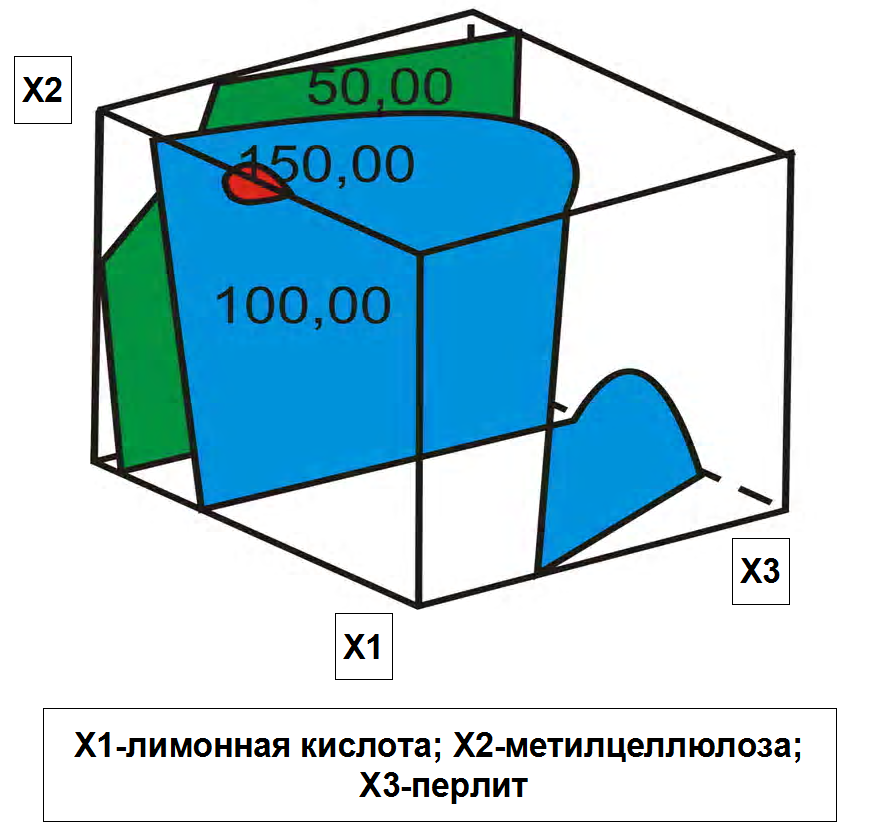 X2
50,00
150,00
100,00
X3
X1
X1-лимонная кислота; X2-метилцеллюлоза;
X3-перлит